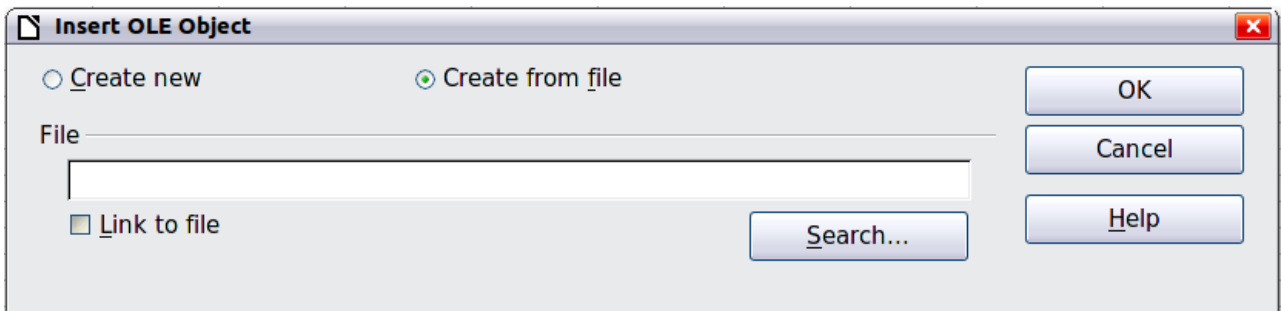 Insert OLE Object
Create new
Create from file
OK
File
Cancel
Link to file
Search...
Help